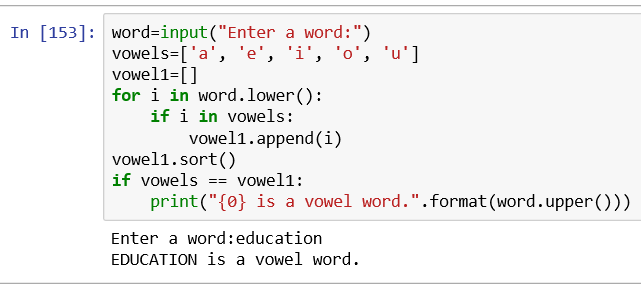 In [153]: word=input("Enter a word:")
vowels=['a', 'e', 'i', 'o', 'u']
vowel1=[]
for i in word.lower():
    if i in vowels:
        vowel1.append(i)
vowel1.sort()
if vowels == vowel1:
    print("{0} is a vowel word.".format(word.upper()))
Enter a word:education
EDUCATION is a vowel word.